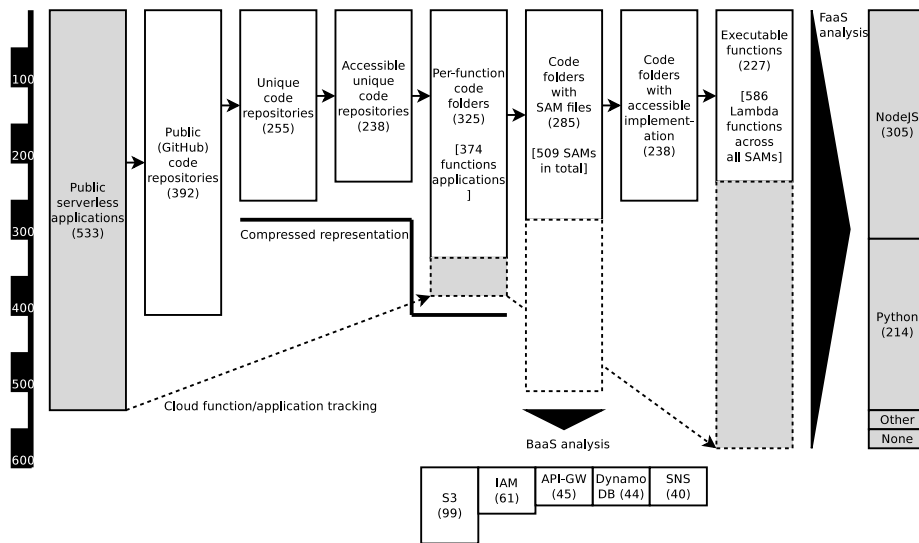 100
200
300
400
500
600
Public
serverless
applications
(533)
Public
(GitHub)
code
repositories
(392)
Unique
code
repositories
(255)
Accessible
unique
code
repositories
(238)
Compressed representation
Per-function
code
folders
(325)
[374
functions
applications
]
Code
folders
with
SAM files
(285)
[509 SAMs
in total]
Code
folders
with
accessible
implement-
ation
(238)
Executable
functions
(227)
[586
Lambda
functions
across
all SAMs]
FaaS
analysis
NodeJS
(305)
Python
(214)
Other
None
Cloud function/application tracking
BaaS analysis
S3
(99)
IAM
(61)
API-GW
(45)
Dynamo
DB (44)
SNS
(40)